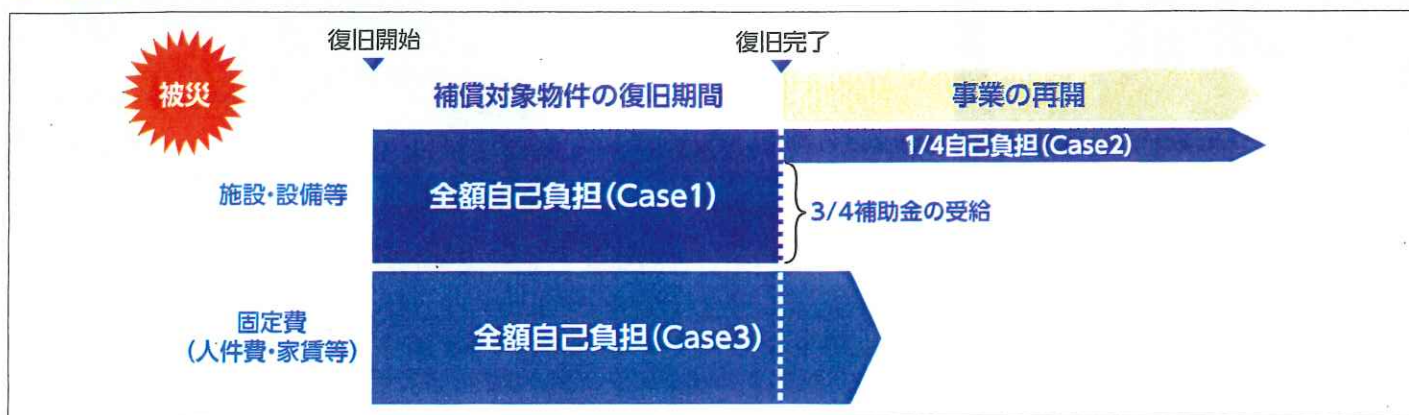 復旧開始
復旧完了
被災
補償対象物件の復旧期間
事業の再開
1/4自己負担(Case2)
施設・設備等
全額自己負担(Case1)
3/4補助金の受給
固定費
(人件費・家賃等)
全額自己負担(Case3)